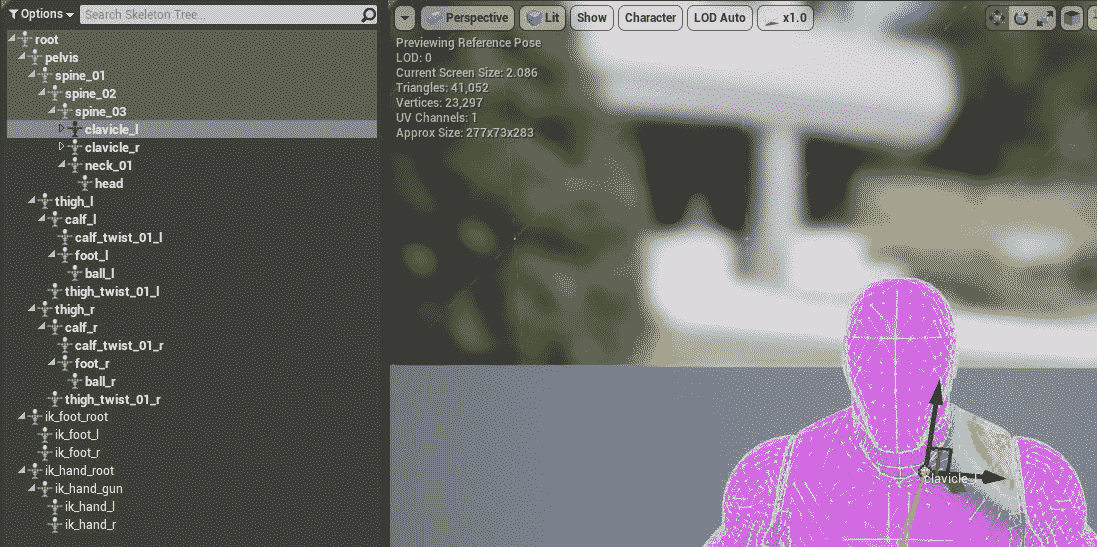 Options Search Skeleton Tree...
root
pelvis
spine_01
spine_02
spine_03
clavicle_l
clavicle_r
neck_01
head
thigh_l
calf_l
calf_twist_01_l
foot_l
ball_l
thigh_twist_01_l
thigh_r
calf_r
calf_twist_01_r
foot_r
ball_r
thigh_twist_01_r
ik_foot_root
ik_foot_l
ik_foot_r
ik_hand_root
ik_hand_gun
ik_hand_l
ik_hand_r
Perspective Lit Show Character LOD Auto x1.0
Previewing Reference Pose
LOD: 0
Current Screen Size: 2.086
Triangles: 41,052
Vertices: 23,297
UV Channels: 1
Approx Size: 277x73x283
clavicle_l